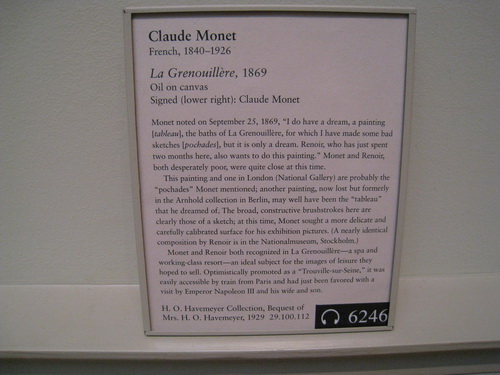 Claude Monet
French, 1840–1926
La Grenouillère, 1869
Oil on canvas
Signed (lower right): Claude Monet
Monet noted on September 25, 1869, “I do have a dream, a painting
[tableau], the baths of La Grenouillère, for which I have made some bad
sketches [pochades], but it is only a dream. Renoir, who has just spent
two months here, also wants to do this painting.” Monet and Renoir,
both desperately poor, were quite close at this time.
This painting and one in London (National Gallery) are probably the
“pochades” Monet mentioned; another painting, now lost but formerly
in the Arnhold collection in Berlin, may well have been the “tableau”
that he dreamed of. The broad, constructive brushstrokes here are
clearly those of a sketch; at this time, Monet sought a more delicate and
carefully calibrated surface for his exhibition pictures. (A nearly identical
composition by Renoir is in the Nationalmuseum, Stockholm.)
Monet and Renoir both recognized in La Grenouillère—a spa and
working-class resort—an ideal subject for the images of leisure they
hoped to sell. Optimistically promoted as a “Trouville-sur-Seine,” it was
easily accessible by train from Paris and had just been favored with a
visit by Emperor Napoleon III and his wife and son.
H. O. Havemeyer Collection, Bequest of
Mrs. H. O. Havemeyer, 1929 29.100.112
6246